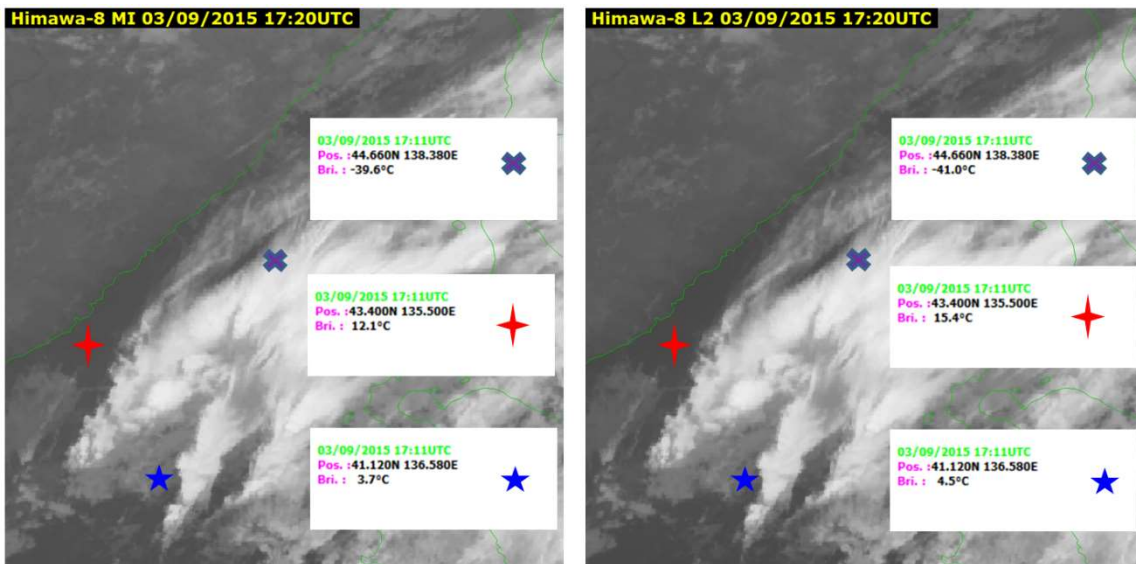 Himawa-8 MI 03/09/2015 17:20UTC
03/09/2015 17:11UTC
Pos. :44.660N 138.380E
Bri. : -39.6°C
03/09/2015 17:11UTC
Pos. :43.400N 135.500E
Bri. : 12.1°C
03/09/2015 17:11UTC
Pos. :41.120N 136.580E
Bri. : 3.7°C
Himawa-8 L2 03/09/2015 17:20UTC
03/09/2015 17:11UTC
Pos. :44.660N 138.380E
Bri. : -41.0°C
03/09/2015 17:11UTC
Pos. :43.400N 135.500E
Bri. : 15.4°C
03/09/2015 17:11UTC
Pos. :41.120N 136.580E
Bri. : 4.5°C